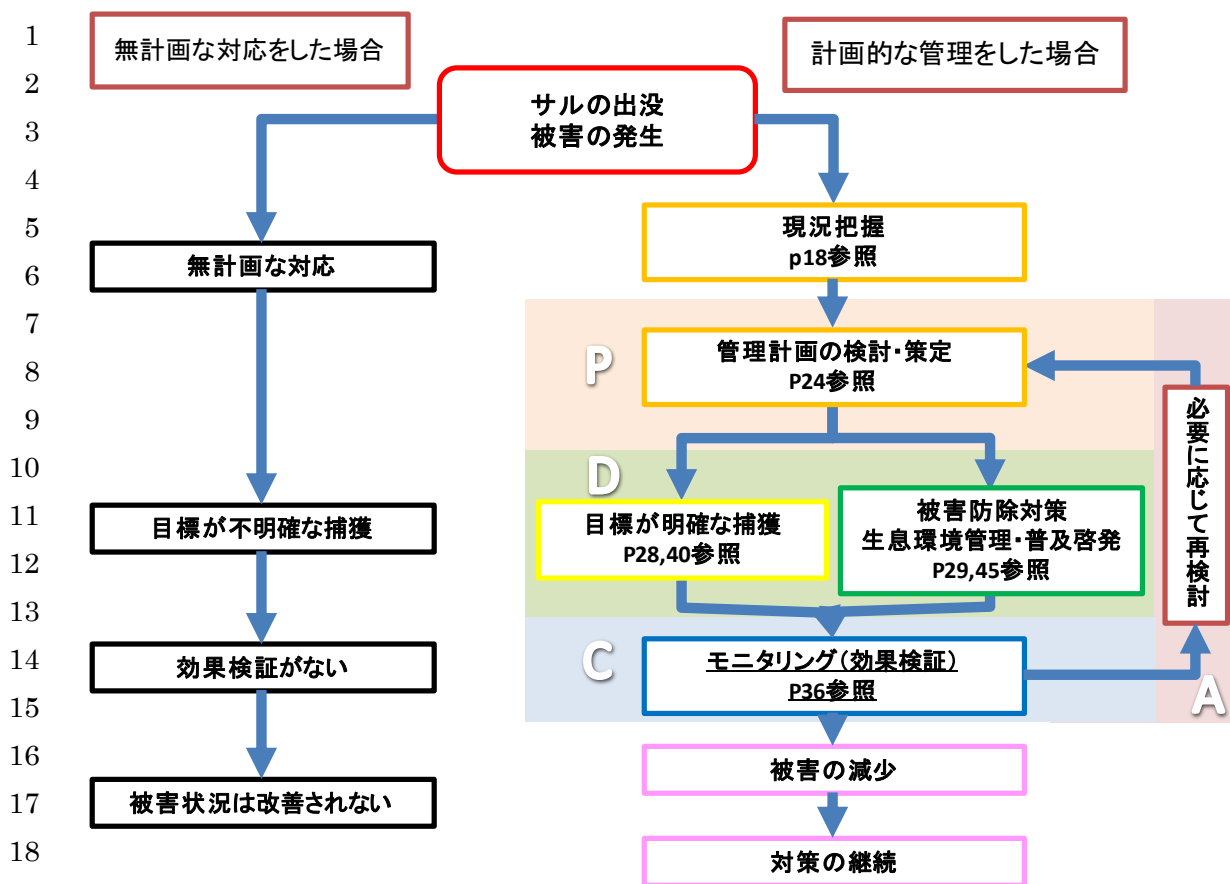 1
2
3
4
5
6
7
8
9
10
11
12
13
14
15
16
17
18
無計画な対応をした場合
計画的な管理をした場合
サルの出没
被害の発生
無計画な対応
目標が不明確な捕獲
効果検証がない
被害状況は改善されない
現況把握
p18参照
P
管理計画の検討・策定
P24参照
D
目標が明確な捕獲
P28,40参照
被害防除対策
生息環境管理・普及啓発
P29,45参照
C
モニタリング(効果検証)
P36参照
必要に応じて再検討
A
被害の減少
対策の継続